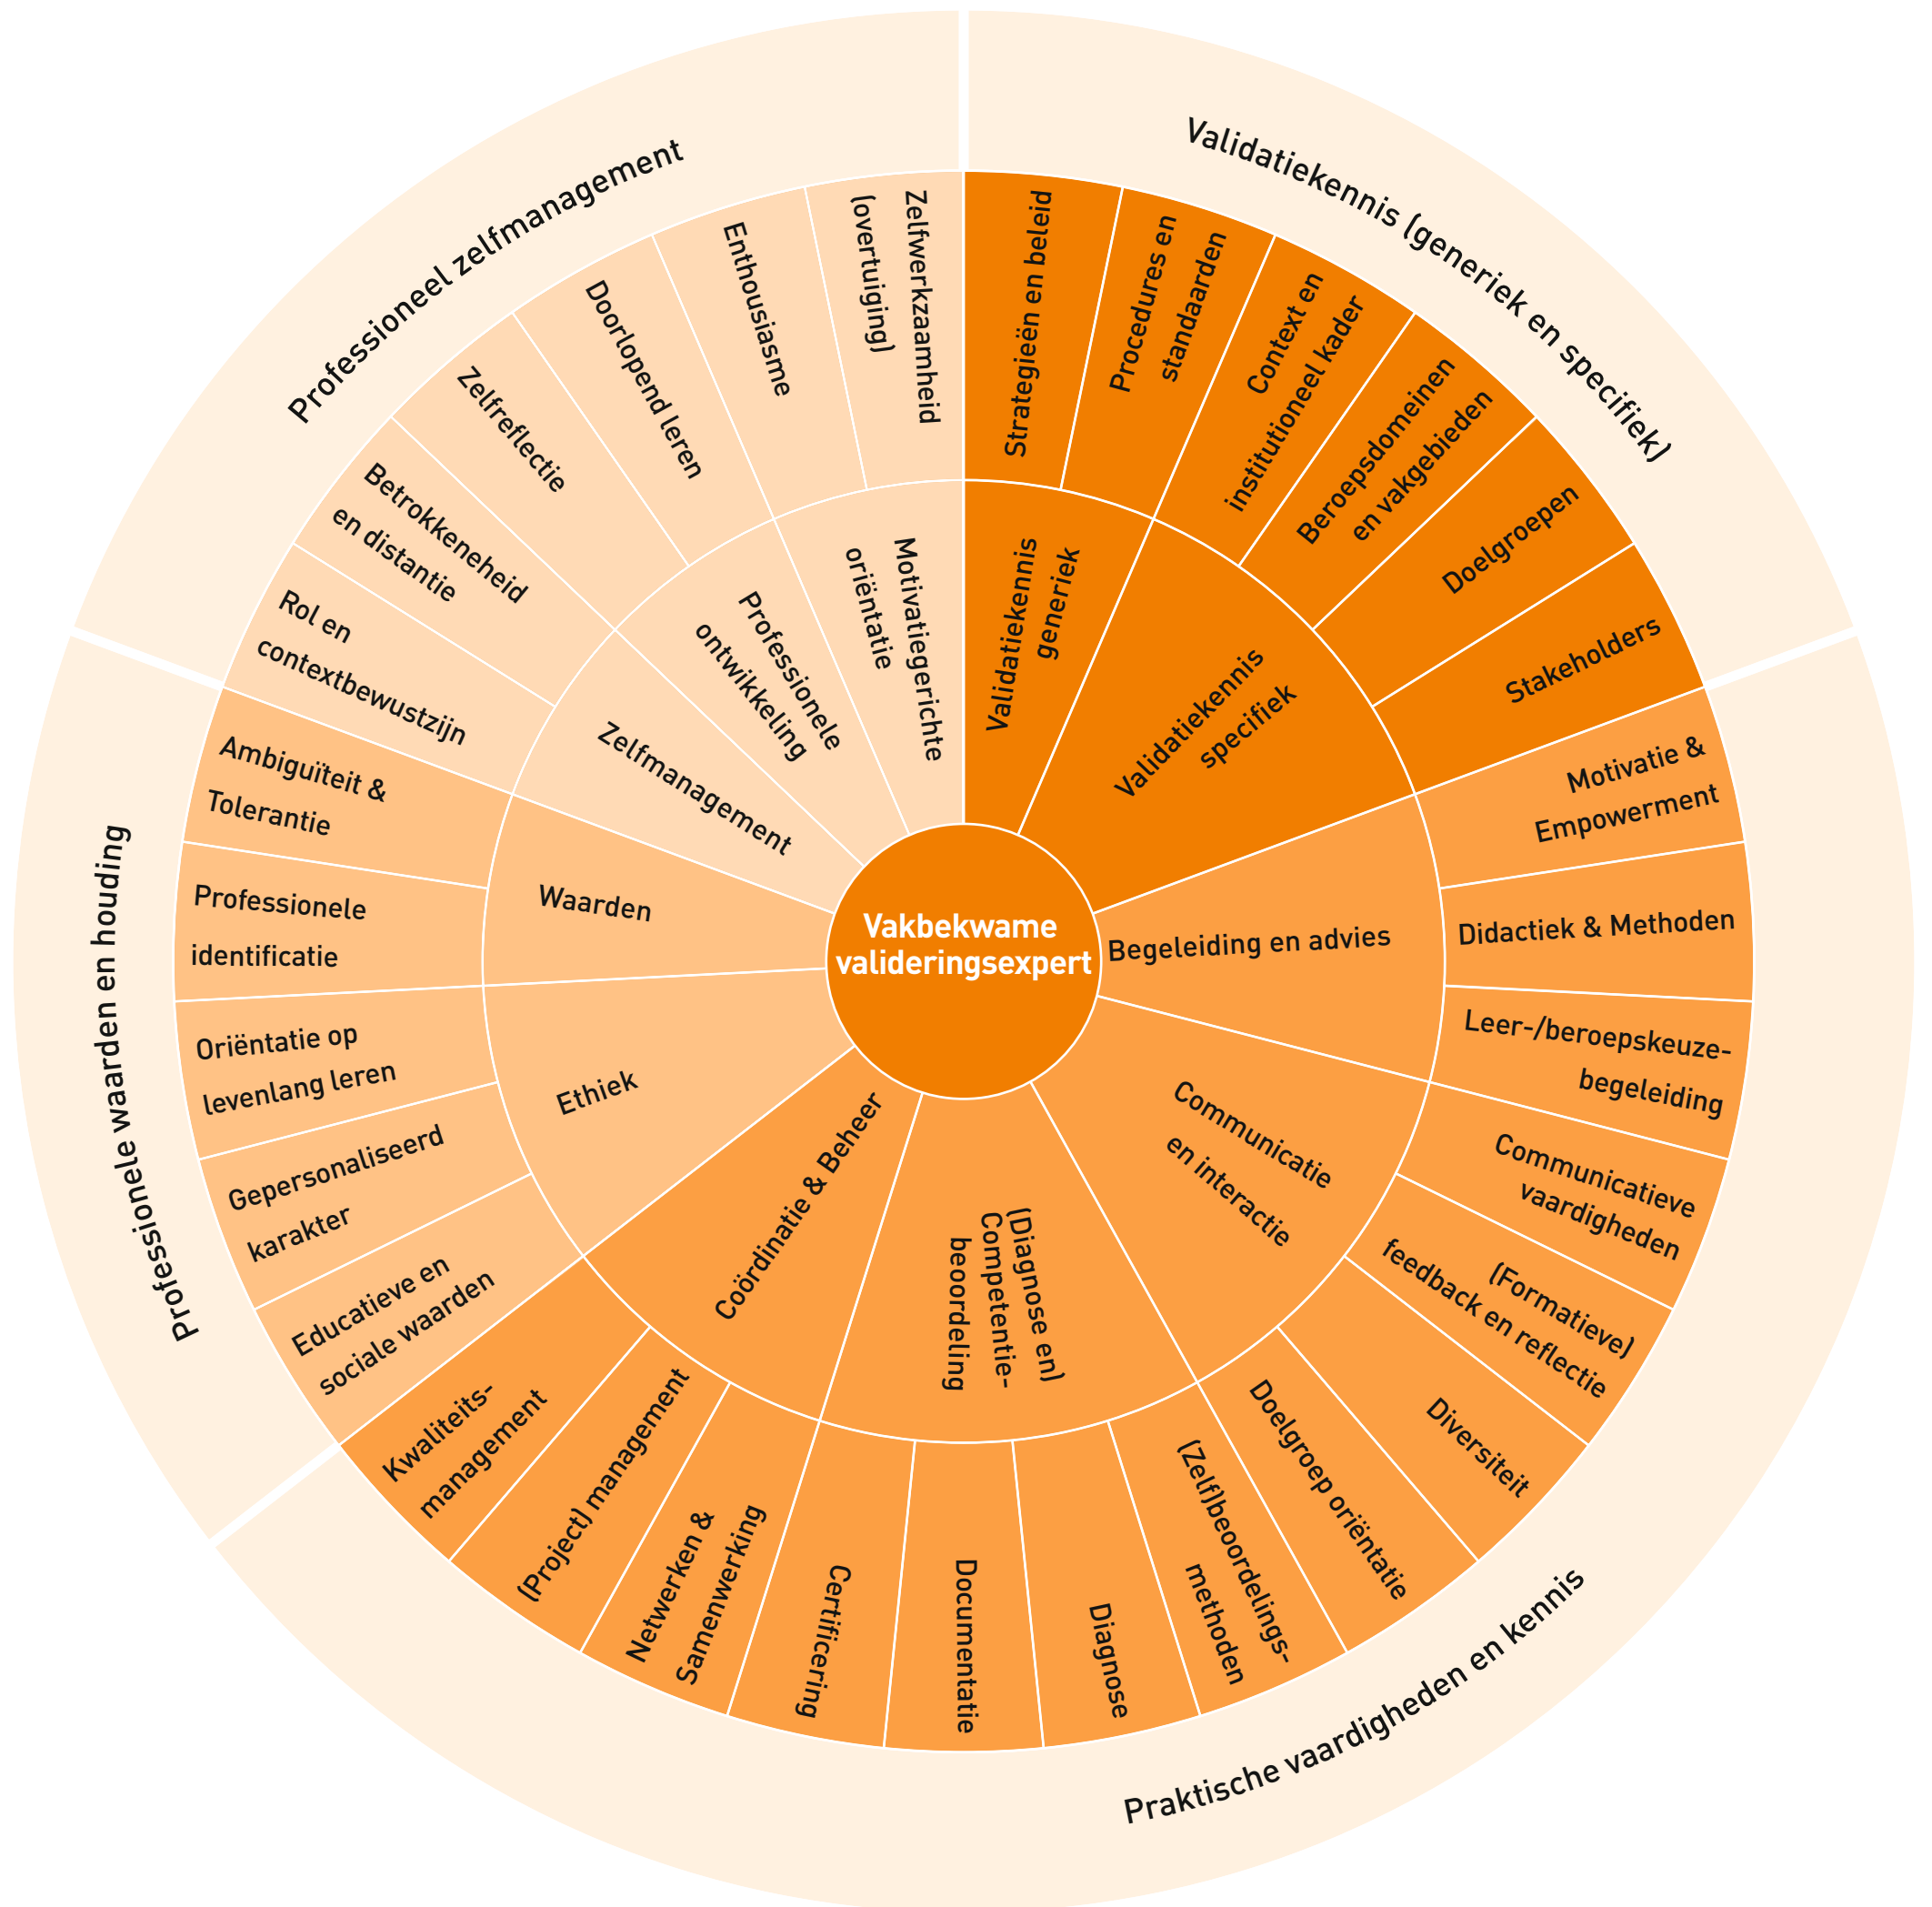 Vakbekwame
valideringsexpert
Validatiekennis (generiek en specifiek)
Validatiekennis
generiek
Strategieën en beleid
Procedures en
standaarden
Validatiekennis
specifiek
Context en
institutioneel kader
Beroepsdomeinen
en vakgebieden
Doelgroepen
Stakeholders
Praktische vaardigheden en kennis
Begeleiding en advies
Motivatie &
Empowerment
Didactiek & Methoden
Leer-/beroepskeuze-
begeleiding
Communicatie
en interactie
Communicatieve
vaardigheden
(Formatieve)
feedback en reflectie
Diversiteit
Doelgroep oriëntatie
(Diagnose en)
Competentie-
beoordeling
(Zelf)beoordelings-
methoden
Diagnose
Documentatie
Certificering
Coördinatie & Beheer
Netwerken &
Samenwerking
(Project) management
Kwaliteits-
management
Professionele waarden en houding
Ethiek
Educatieve en
sociale waarden
Gepersonaliseerd
karakter
Oriëntatie op
levenlang leren
Waarden
Professionele
identificatie
Ambiguïteit &
Tolerantie
Professioneel zelfmanagement
Zelfmanagement
Rol en
contextbewustzijn
Betrokkeneheid
en distantie
Professionele
ontwikkeling
Zelfreflectie
Doorlopend leren
Motivatiegerichte
oriëntatie
Enthousiasme
Zelfwerkzaamheid
(overtuiging)